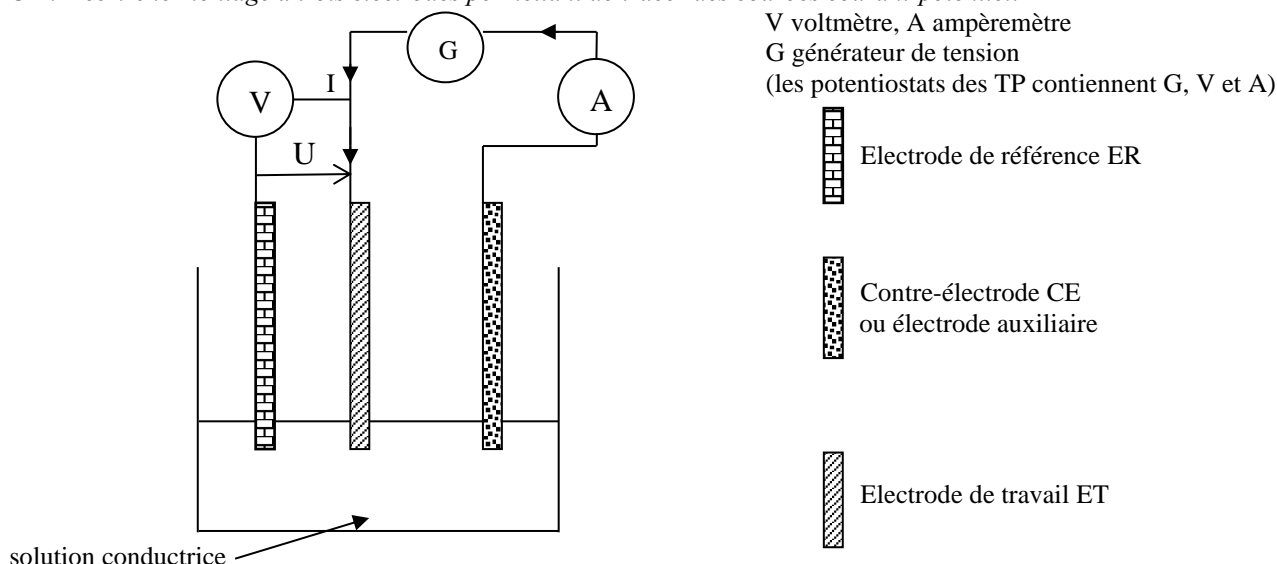 V voltmètre, A ampèremètre
G générateur de tension
(les potentiostats des TP contiennent G, V et A)
G
I
V
A
U
Electrode de référence ER
Contre-électrode CE
ou électrode auxiliaire
Electrode de travail ET
solution conductrice